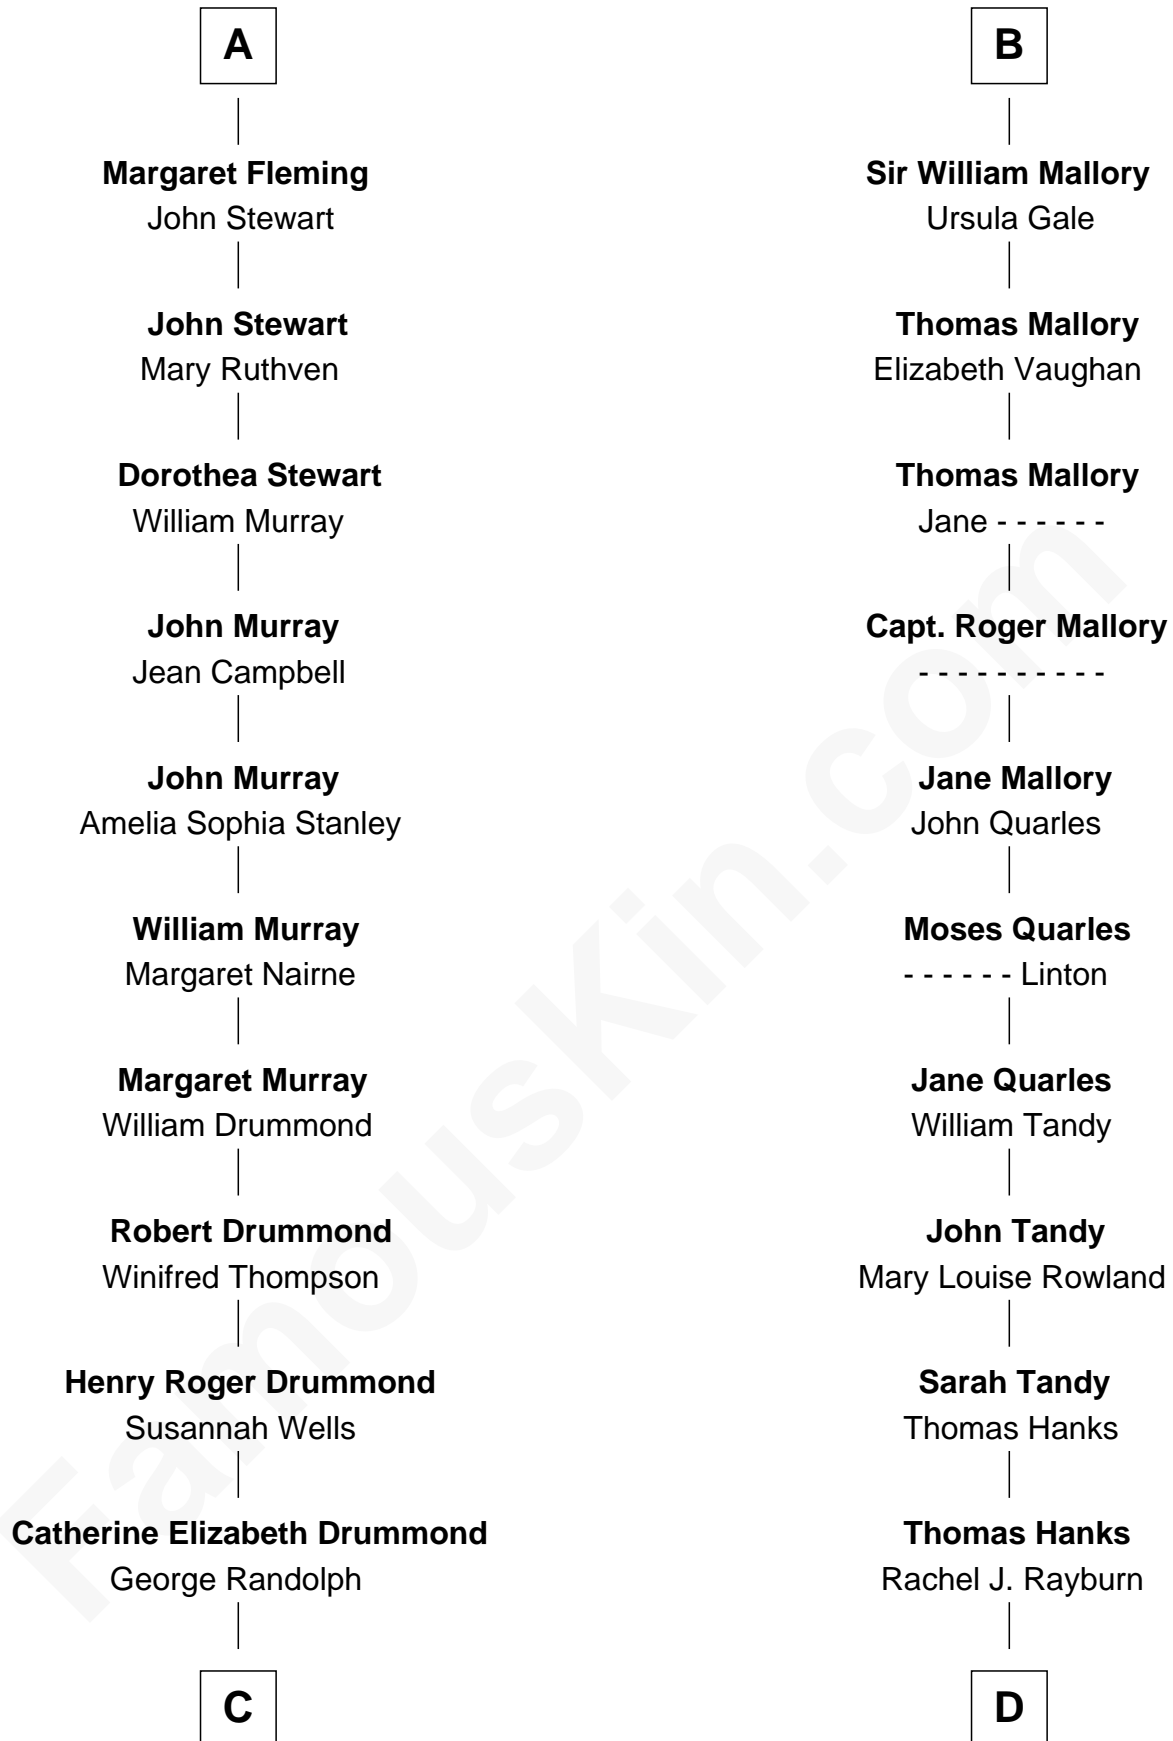 A
Margaret Fleming
John Stewart
John Stewart
Mary Ruthven
Dorothea Stewart
William Murray
John Murray
Jean Campbell
John Murray
Amelia Sophia Stanley
William Murray
Margaret Nairne
Margaret Murray
William Drummond
Robert Drummond
Winifred Thompson
Henry Roger Drummond
Susannah Wells
Catherine Elizabeth Drummond
George Randolph
C
B
Sir William Mallory
Ursula Gale
Thomas Mallory
Elizabeth Vaughan
Thomas Mallory
Jane - - - - - -
Capt. Roger Mallory
- - - - - - - - - -
Jane Mallory
John Quarles
Moses Quarles
- - - - - - Linton
Jane Quarles
William Tandy
John Tandy
Mary Louise Rowland
Sarah Tandy
Thomas Hanks
Thomas Hanks
Rachel J. Rayburn
D
FamousKin.com